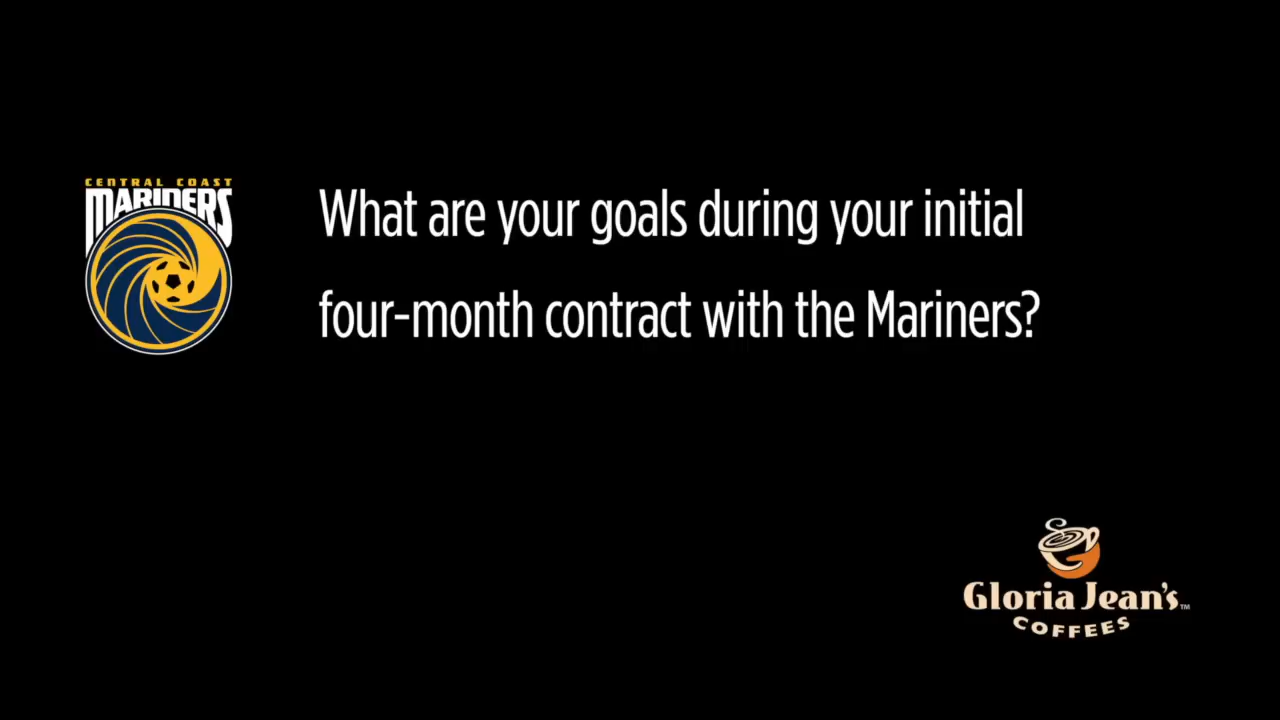 CENTRAL COAST
MARINERS
What are your goals during your initial
four-month contract with the Mariners?
Gloria Jean's TM
COFFEES